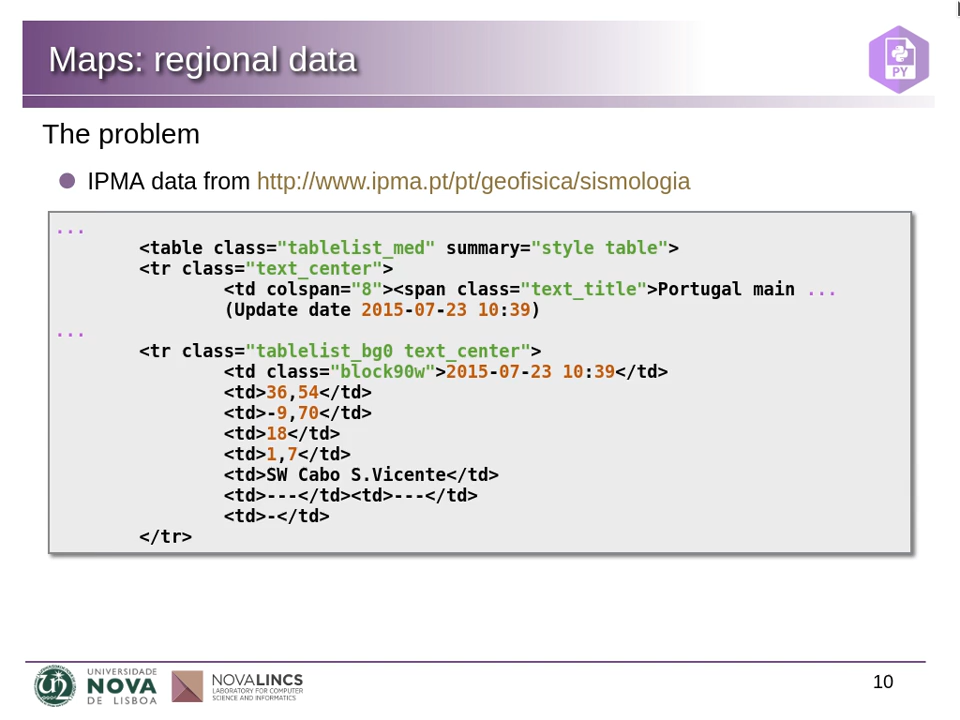 Maps: regional data
PY
The problem
IPMA data from http://www.ipma.pt/pt/geofisica/sismologia
...
<table class="tablelist_med" summary="style table">
<tr class="text_center">
<td colspan="8"><span class="text_title">Portugal main ...
(Update date 2015-07-23 10:39)
...
<tr class="tablelist_bg0 text_center">
<td class="block90w">2015-07-23 10:39</td>
<td>36,54</td>
<td>-9,70</td>
<td>18</td>
<td>1,7</td>
<td>SW Cabo S.Vicente</td>
<td>---</td><td>---</td>
<td>-</td>
</tr>
UNIVERSIDADE
NOVA
DE LISBOA
NOVALINCS
LABORATORY FOR COMPUTER
SCIENCE AND INFORMATICS
10